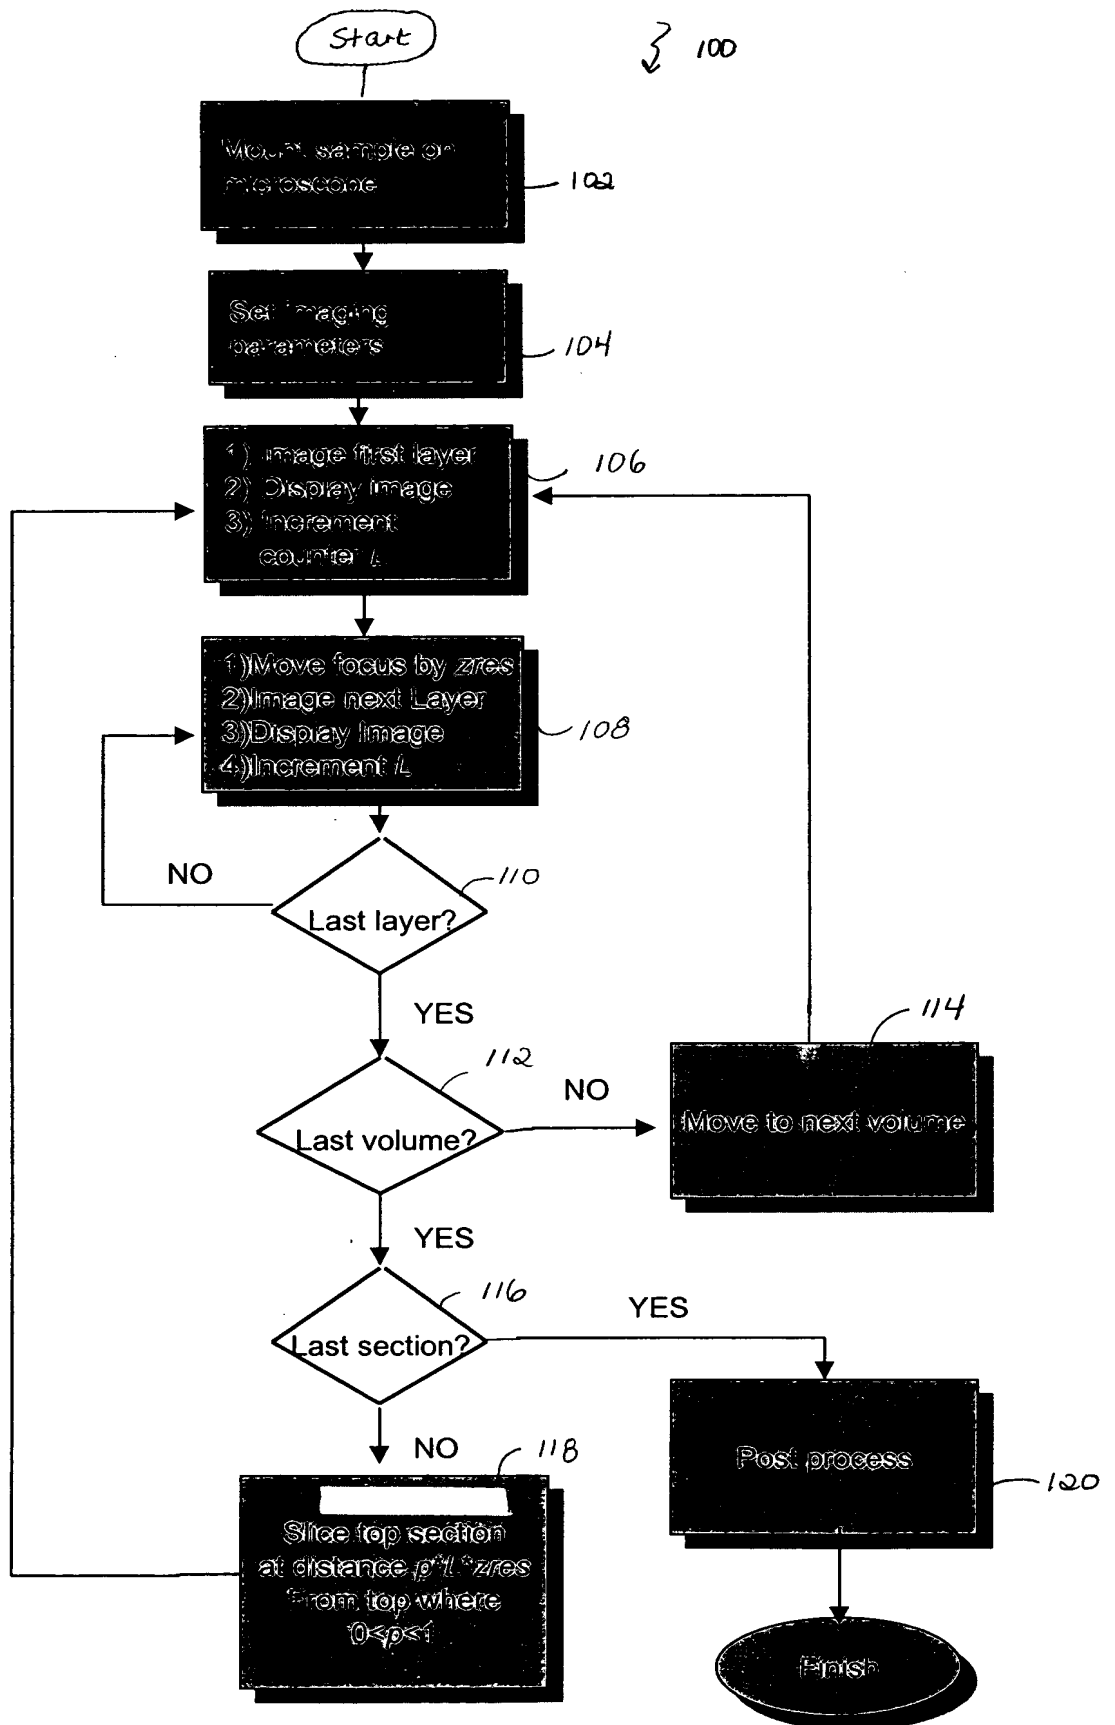 Start
100
Mount sample on
microscope
102
Set imaging
parameters
104
1) Image first layer
2) Display image
3) Increment
counter L
106
1)Move focus by zres
2)Image next Layer
3)Display Image
4)Increment L
108
NO
110
Last layer?
YES
112
Last volume?
NO
114
Move to next volume
YES
116
Last section?
YES
NO
118
Slice top section
at distance p*L*zres
From top where
0<p<1
Post process
120
Finish